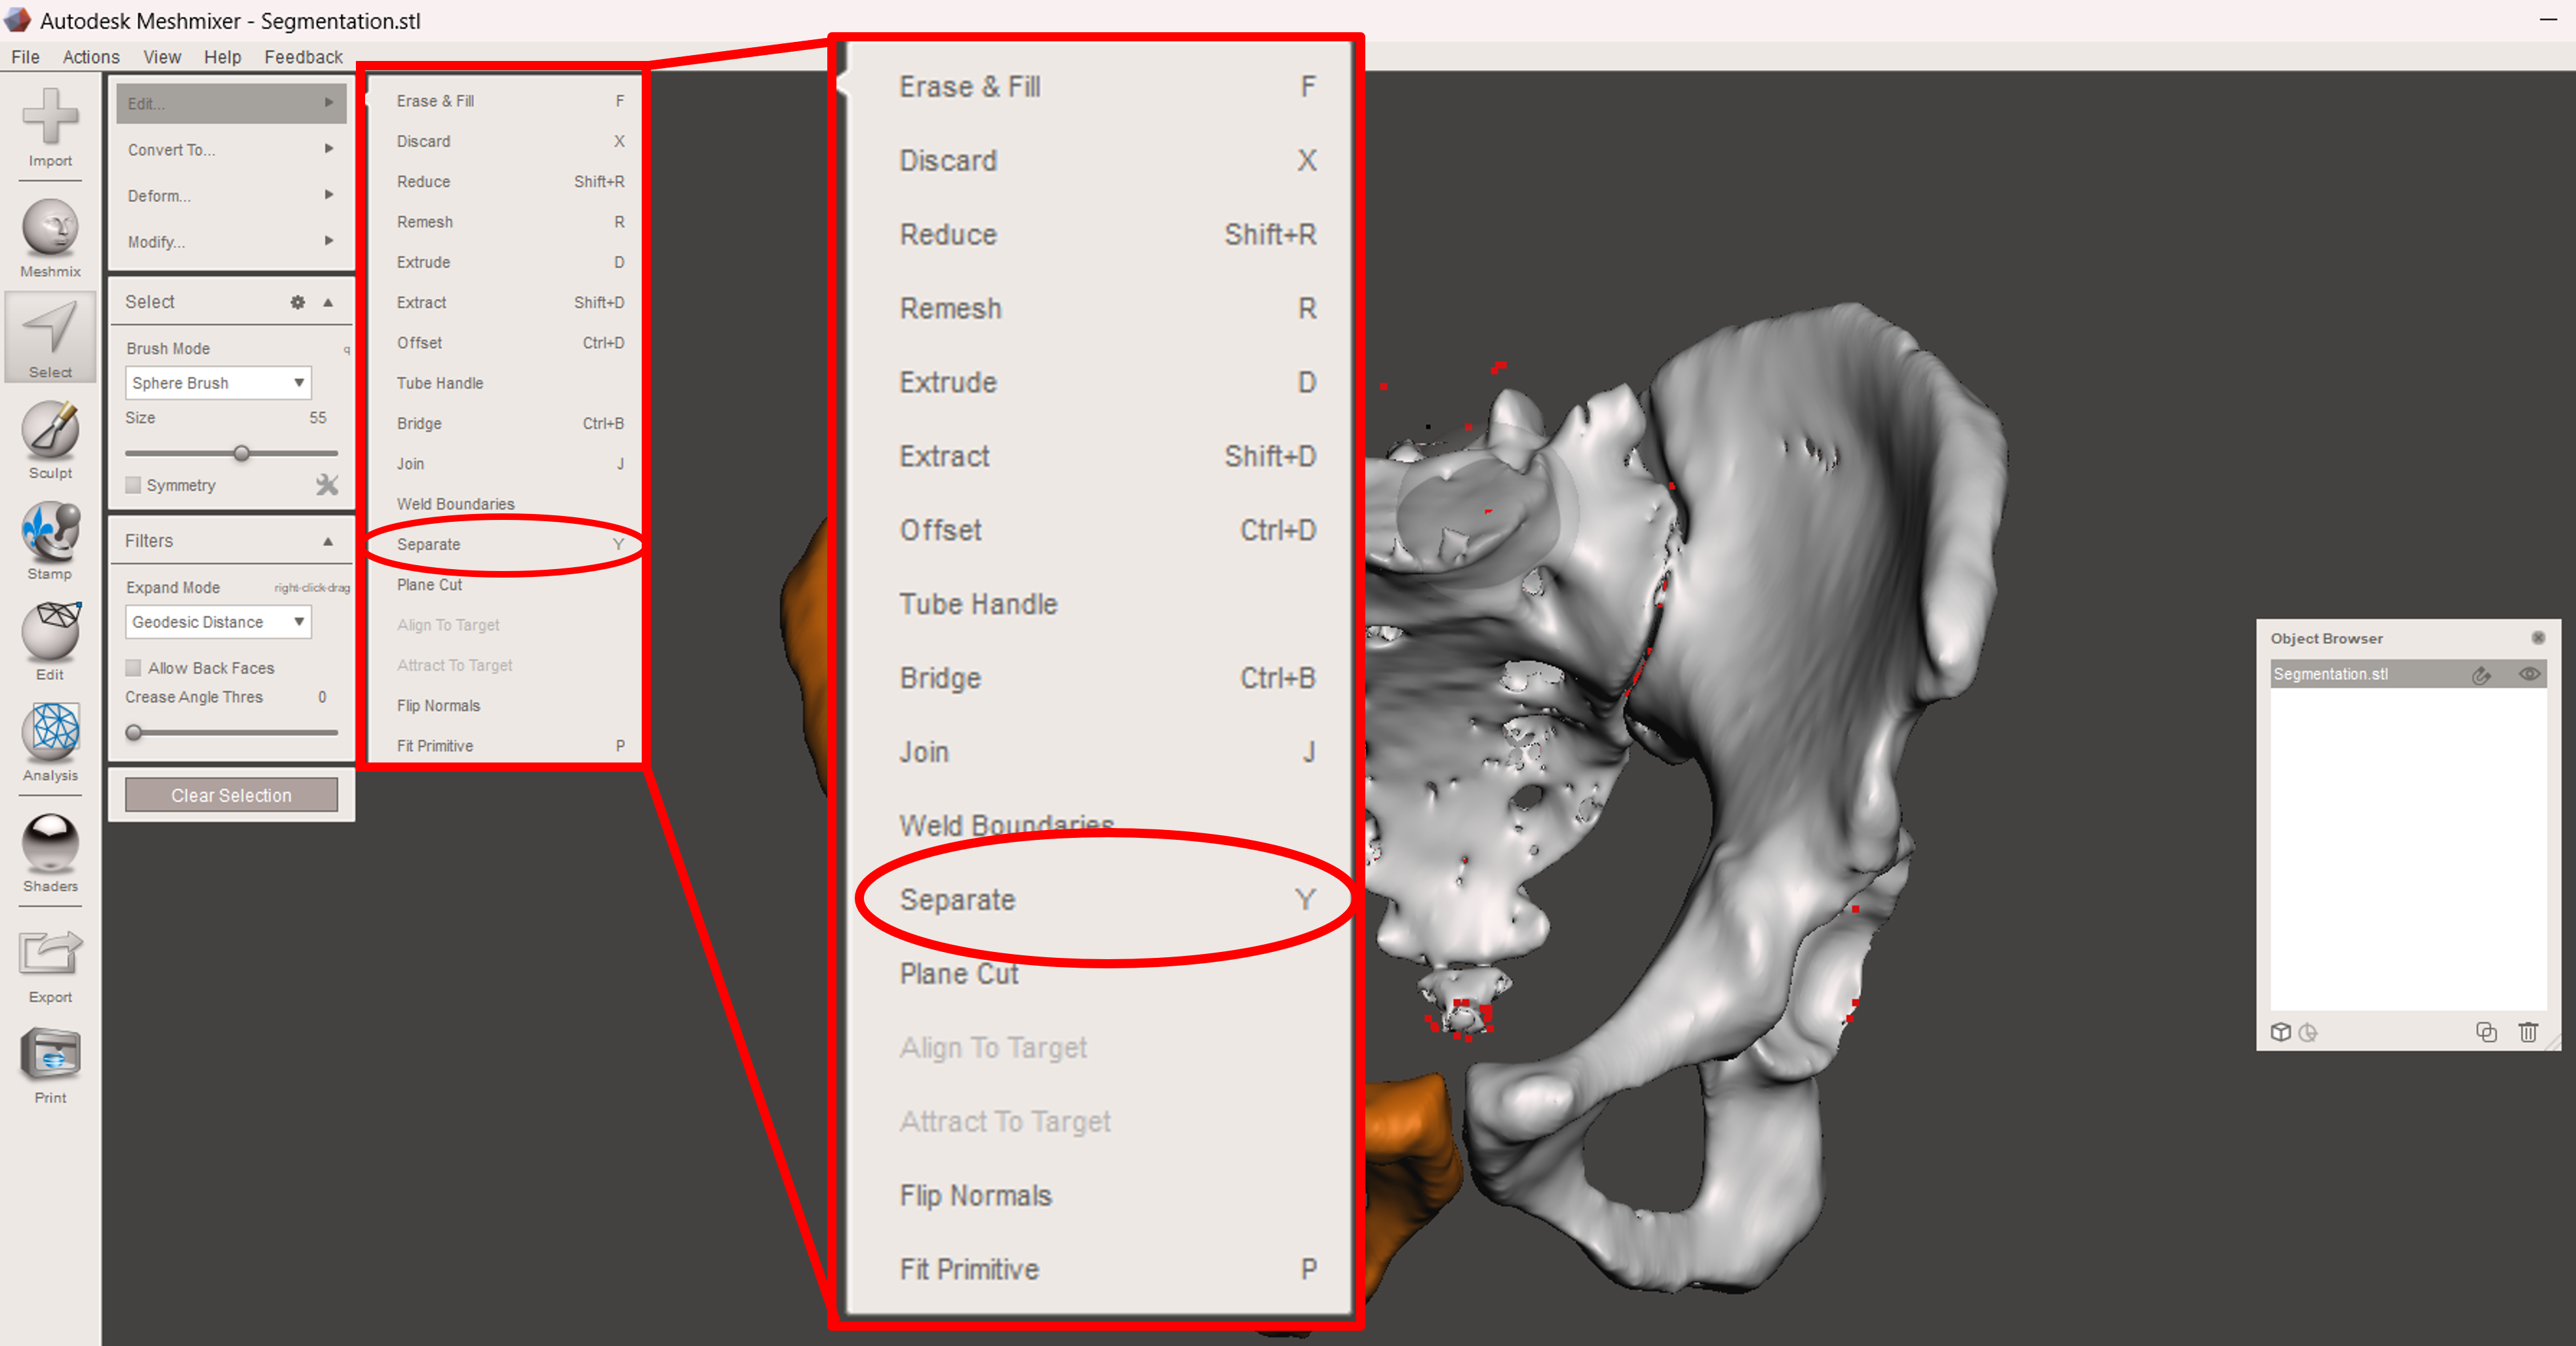 Autodesk Meshmixer - Segmentation.stl
File Actions View Help Feedback
Import
Meshmix
Select
Sculpt
Stamp
Edit
Analysis
Shaders
Export
Print
Edit...
Convert To...
Deform...
Modify...
Select
Brush Mode q
Sphere Brush
Size 55
Symmetry
Filters
Expand Mode right-click-drag
Geodesic Distance
Allow Back Faces
Crease Angle Thres 0
Clear Selection
Erase & Fill F
Discard X
Reduce Shift+R
Remesh R
Extrude D
Extract Shift+D
Offset Ctrl+D
Tube Handle
Bridge Ctrl+B
Join J
Weld Boundaries
Separate Y
Plane Cut
Align To Target
Attract To Target
Flip Normals
Fit Primitive P
Erase & Fill F
Discard X
Reduce Shift+R
Remesh R
Extrude D
Extract Shift+D
Offset Ctrl+D
Tube Handle
Bridge Ctrl+B
Join J
Weld Boundaries
Separate Y
Plane Cut
Align To Target
Attract To Target
Flip Normals
Fit Primitive P
Object Browser
Segmentation.stl